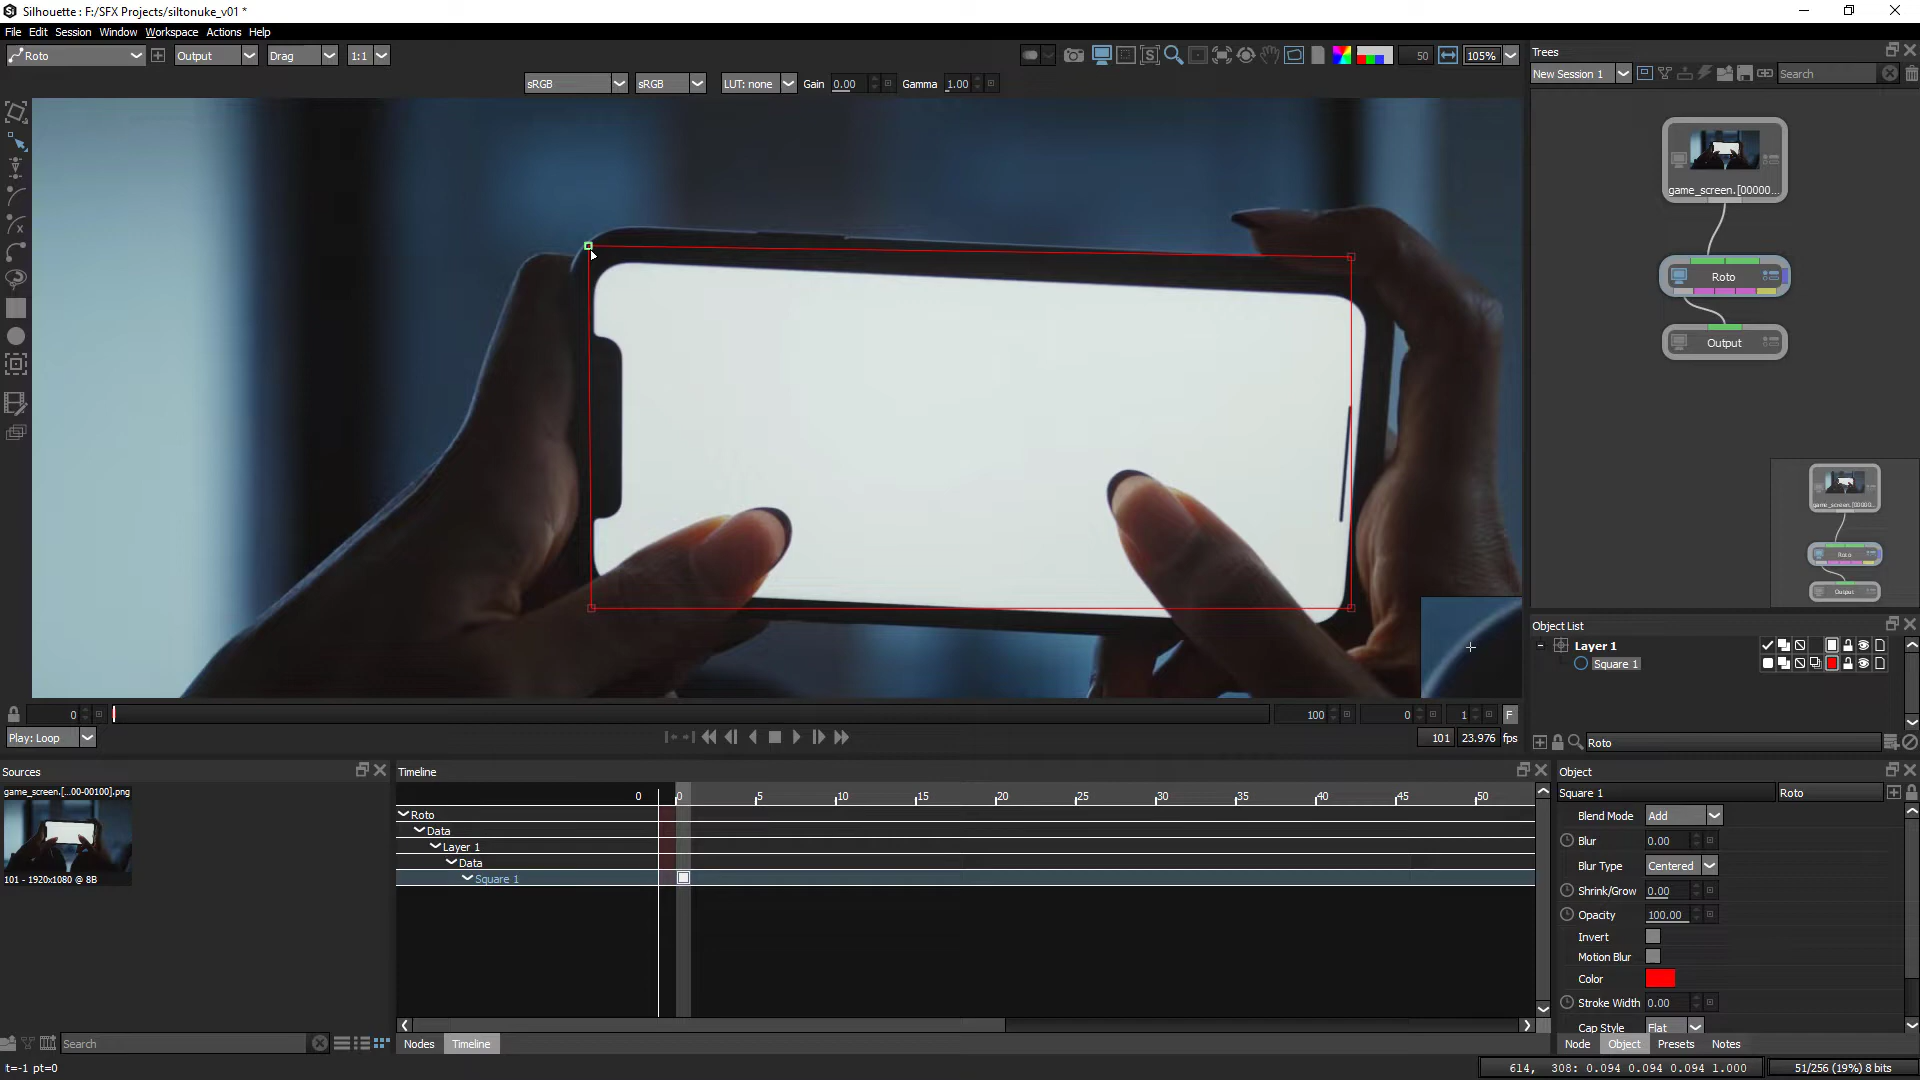 Silhouette : F:/SFX Projects/siltonuke_v01 *
File Edit Session Window Workspace Actions Help
Roto Output Drag 1:1 50 105%
sRGB sRGB LUT: none Gain 0.00 Gamma 1.00
Trees
New Session 1 Search
game_screen.[00000...
Roto
Output
game_screen.[00000...
Roto
Output
Object List
Layer 1
Square 1
Roto
0 100 0 1 F
Play: Loop 101 23.976 fps
Sources
game_screen.[...00-00100].png
101 - 1920x1080 @ 8B
Search
Timeline
0 0 5 10 15 20 25 30 35 40 45 50
Roto
Data
Layer 1
Data
Square 1
Nodes Timeline
Object
Square 1 Roto
Blend Mode Add
Blur 0.00
Blur Type Centered
Shrink/Grow 0.00
Opacity 100.00
Invert
Motion Blur
Color
Stroke Width 0.00
Cap Style Flat
Node Object Presets Notes
t=-1 pt=0
614, 308: 0.094 0.094 0.094 1.000 51/256 (19%) 8 bits